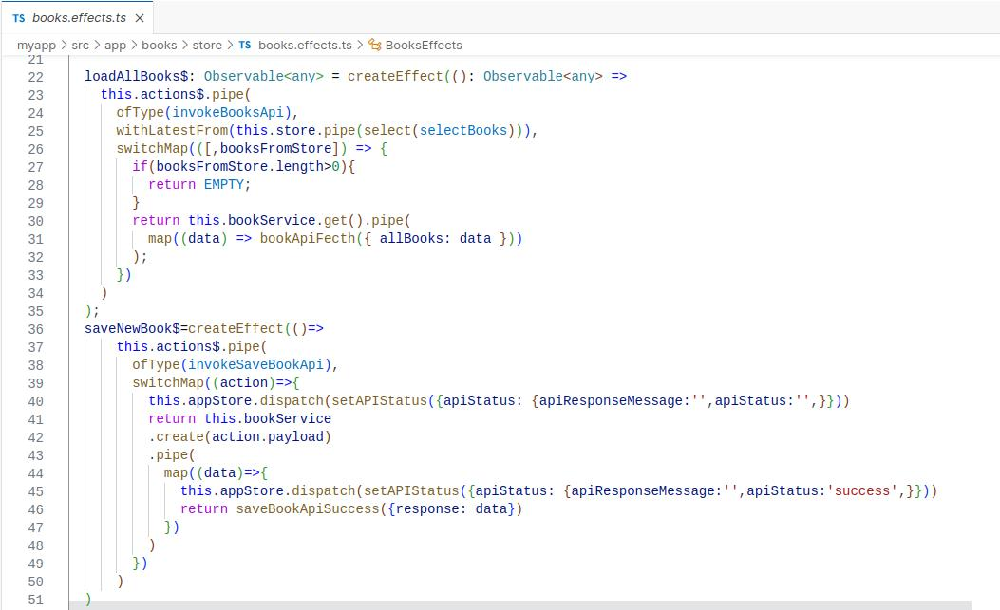 TS books.effects.ts ×
myapp > src > app > books > store > TS books.effects.ts > BooksEffects
21
22 loadAllBooks$: Observable<any> = createEffect((): Observable<any> =>
23 this.actions$.pipe(
24 ofType(invokeBooksApi),
25 withLatestFrom(this.store.pipe(select(selectBooks))),
26 switchMap(([,booksFromStore]) => {
27 if(booksFromStore.length>0){
28 return EMPTY;
29 }
30 return this.bookService.get().pipe(
31 map((data) => bookApiFecth({ allBooks: data }))
32 );
33 })
34 )
35 );
36 saveNewBook$=createEffect(()=>
37 this.actions$.pipe(
38 ofType(invokeSaveBookApi),
39 switchMap((action)=>{
40 this.appStore.dispatch(setAPIStatus({apiStatus: {apiResponseMessage:'',apiStatus:'',}}))
41 return this.bookService
42 .create(action.payload)
43 .pipe(
44 map((data)=>{
45 this.appStore.dispatch(setAPIStatus({apiStatus: {apiResponseMessage:'',apiStatus:'success',}}))
46 return saveBookApiSuccess({response: data})
47 })
48 )
49 })
50 )
51 )